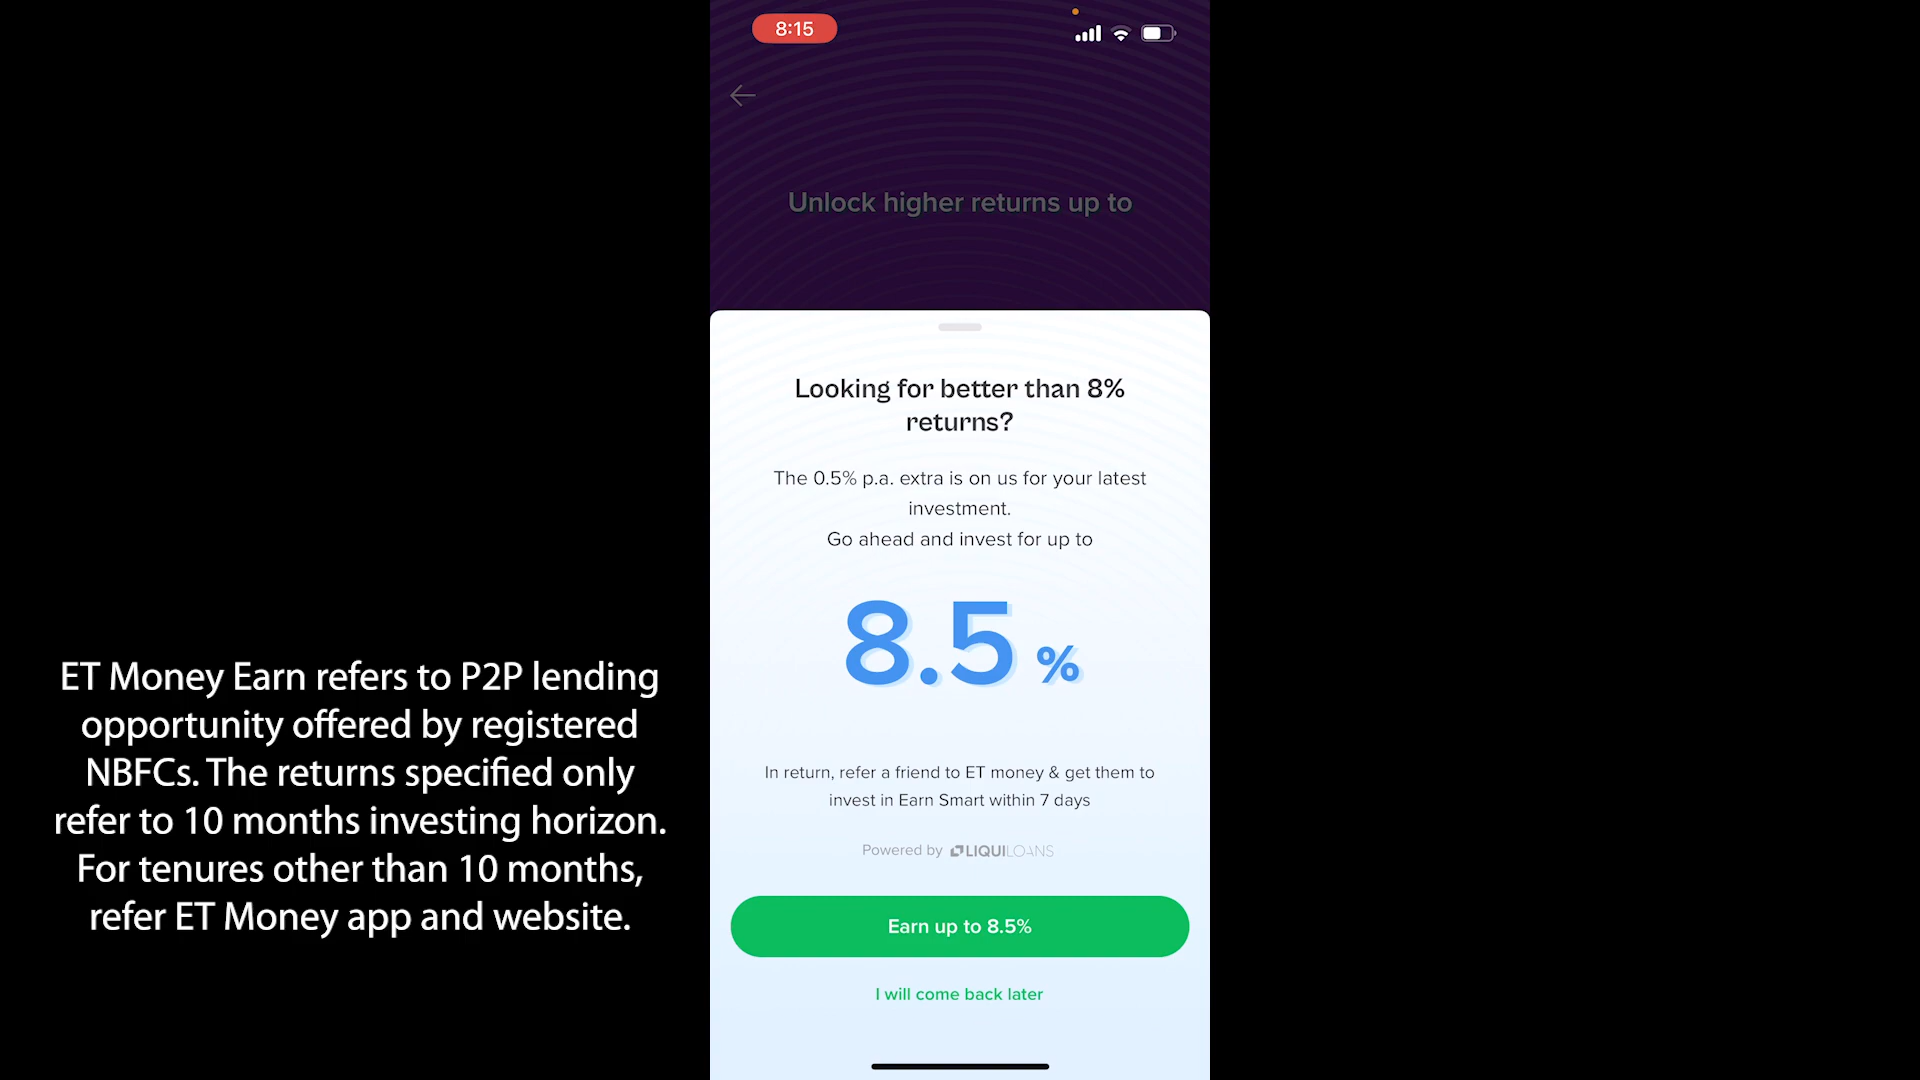 8:15
Unlock higher returns up to
Looking for better than 8%
returns?
The 0.5% p.a. extra is on us for your latest
investment.
Go ahead and invest for up to
8.5 %
In return, refer a friend to ET money & get them to
invest in Earn Smart within 7 days
Powered by LIQUILOANS
Earn up to 8.5%
I will come back later
ET Money Earn refers to P2P lending
opportunity offered by registered
NBFCs. The returns specified only
refer to 10 months investing horizon.
For tenures other than 10 months,
refer ET Money app and website.